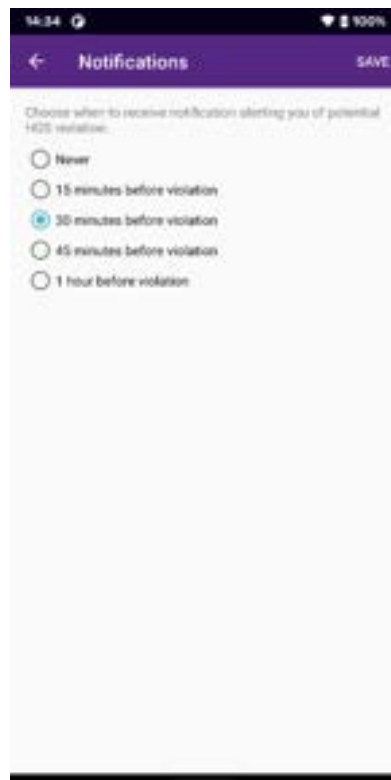 14:34 100%
Notifications SAVE
Choose when to receive notification alerting you of potential
HOS violation.
Never
15 minutes before violation
30 minutes before violation
45 minutes before violation
1 hour before violation